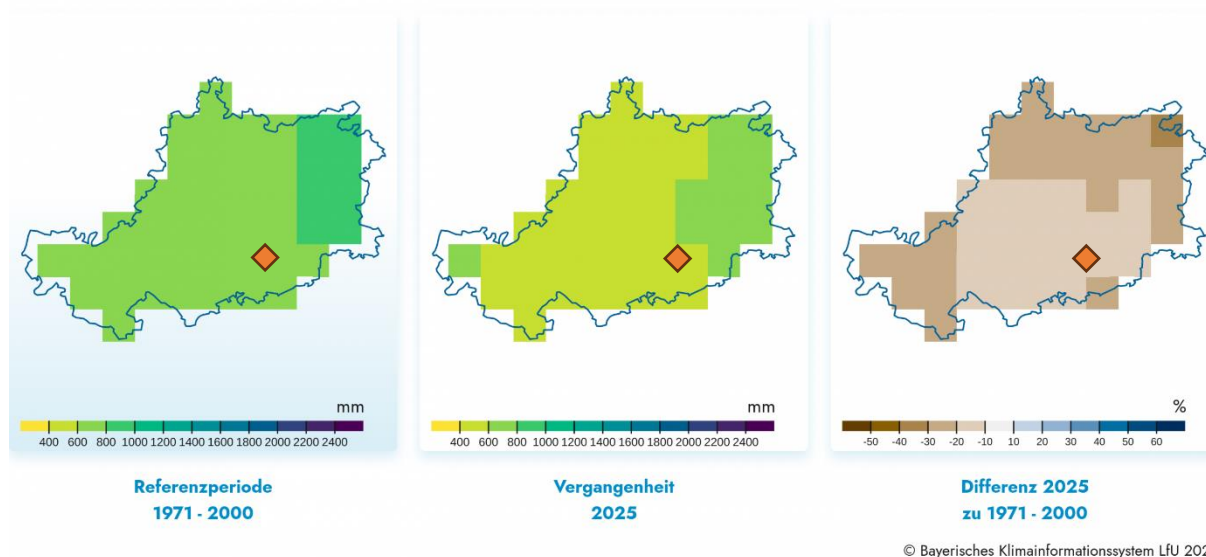 mm
400 600 800 1000 1200 1400 1600 1800 2000 2200 2400
Referenzperiode
1971 - 2000
mm
400 600 800 1000 1200 1400 1600 1800 2000 2200 2400
Vergangenheit
2025
%
-50 -40 -30 -20 -10 10 20 30 40 50 60
Differenz 2025
zu 1971 - 2000
© Bayerisches Klimainformationssystem LfU 202